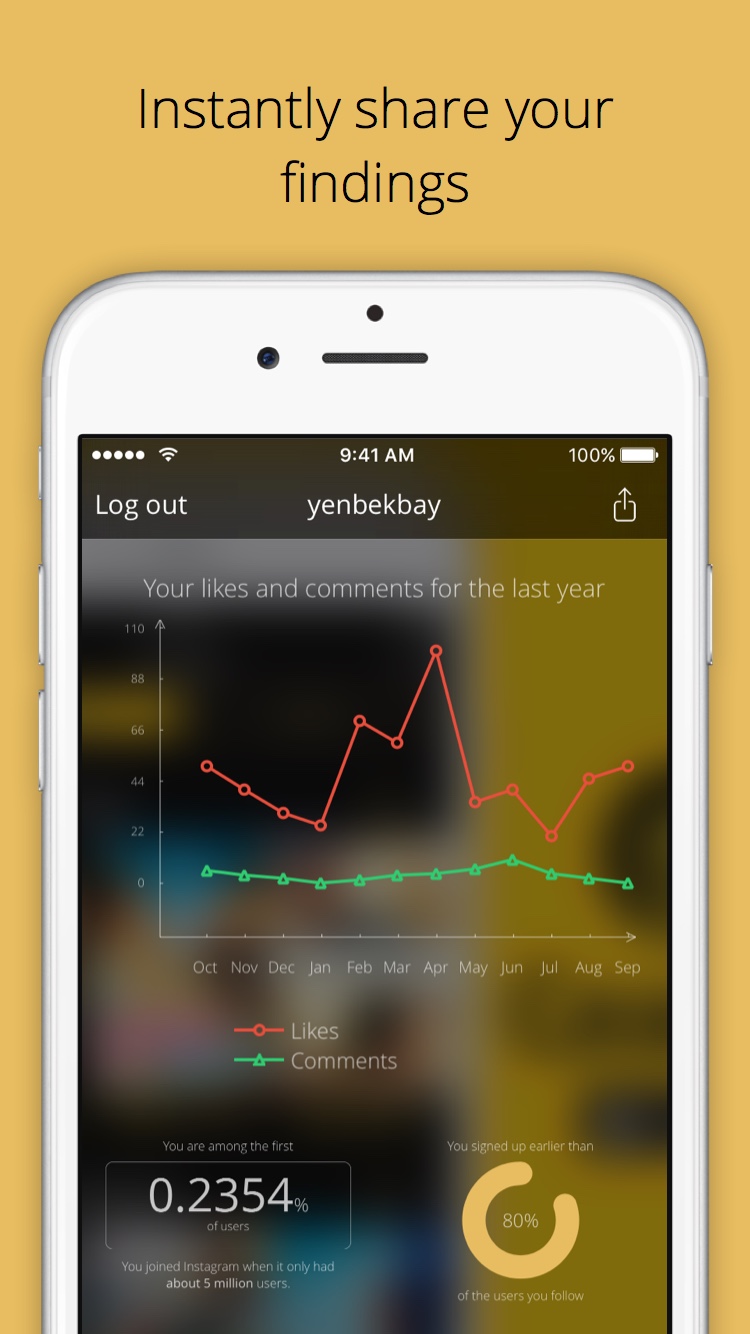 Instantly share your
findings
9:41 AM
100%
Log out
yenbekbay
Your likes and comments for the last year
110
88
66
44
22
0
Oct Nov Dec Jan Feb Mar Apr May Jun Jul Aug Sep
Likes
Comments
You are among the first
0.2354%
of users
You joined Instagram when it only had
about 5 million users.
You signed up earlier than
80%
of the users you follow